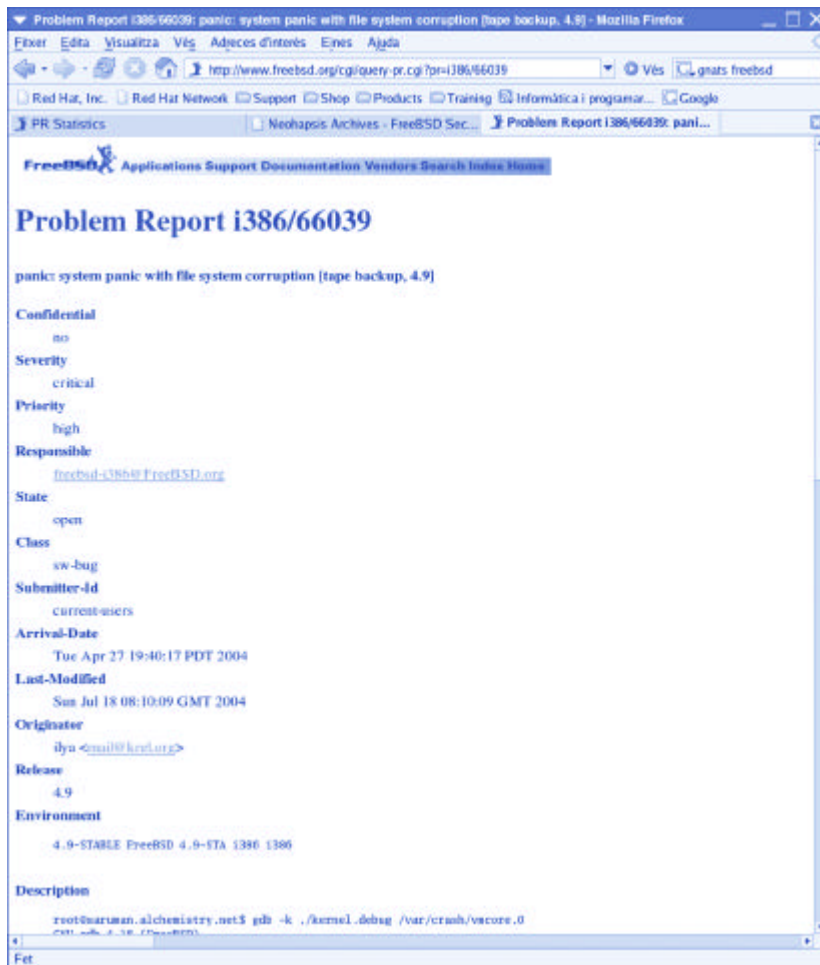 Problem Report i386/66039: panic: system panic with file system corruption [tape backup, 4.9] - Mozilla Firefox
Fitxer Edita Visualitza Vés Adreces d'interès Eines Ajuda
http://www.freebsd.org/cgi/query-pr.cgi?pr=i386/66039 Vés gnats freebsd
Red Hat, Inc. Red Hat Network Support Shop Products Training Informàtica i programar... Google
PR Statistics Neohapsis Archives - FreeBSD Sec... Problem Report i386/66039: pani...
FreeBSD Applications Support Documentation Vendors Search Index Home
Problem Report i386/66039
panic: system panic with file system corruption [tape backup, 4.9]
Confidential
no
Severity
critical
Priority
high
Responsible
freebsd-i386@FreeBSD.org
State
open
Class
sw-bug
Submitter-Id
current-users
Arrival-Date
Tue Apr 27 19:40:17 PDT 2004
Last-Modified
Sun Jul 18 08:10:09 GMT 2004
Originator
ilya
Release
4.9
Environment
4.9-STABLE FreeBSD 4.9-STA i386 i386
Description
root@saruman.alchemistry.net$ gdb -k ./kernel.debug /var/crash/vmcore.0
Fet